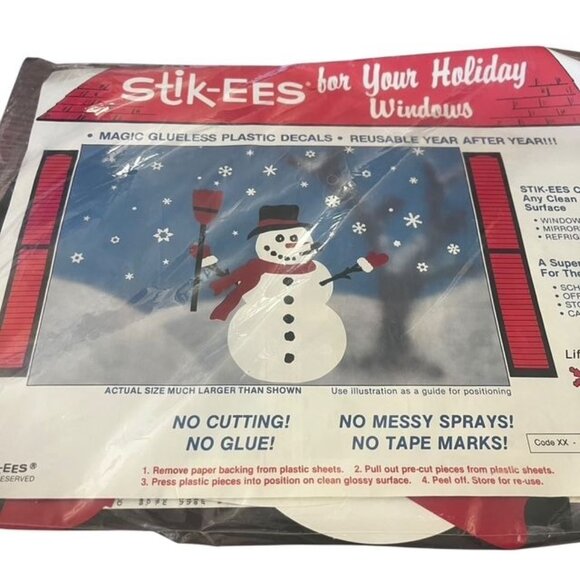 Stik-EES® for Your Holiday
Windows
• MAGIC GLUELESS PLASTIC DECALS • REUSABLE YEAR AFTER YEAR!!!
STIK-EES C
Any Clean
Surface
• WINDOW
• MIRROR
• REFRIG
A Super
For The
• SCH
• OFF
• STO
• CA
Lif
ACTUAL SIZE MUCH LARGER THAN SHOWN
Use illustration as a guide for positioning
NO CUTTING!
NO GLUE!
NO MESSY SPRAYS!
NO TAPE MARKS!
Code XX -
K-EES®
RESERVED
1. Remove paper backing from plastic sheets. 2. Pull out pre-cut pieces from plastic sheets.
3. Press plastic pieces into position on clean glossy surface. 4. Peel off. Store for re-use.